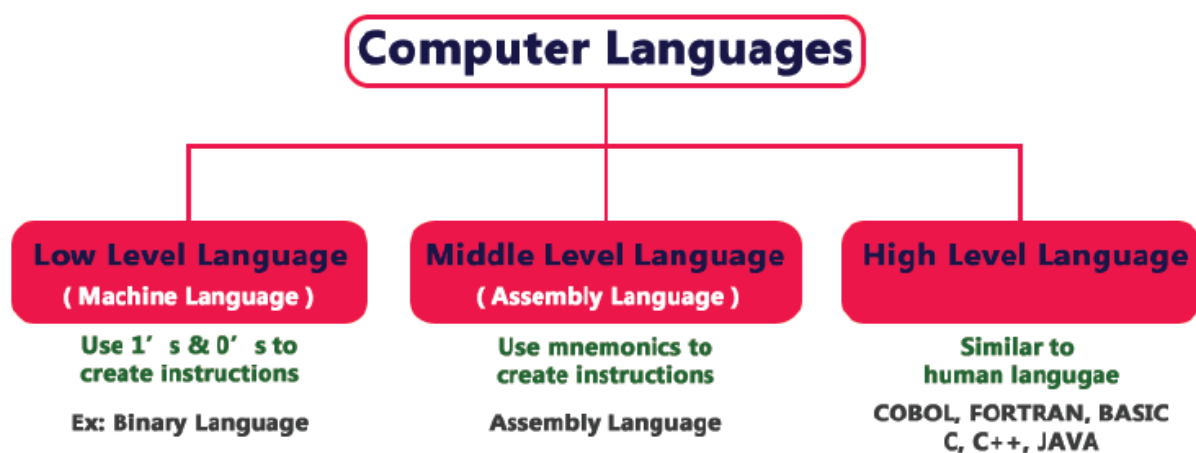 Computer Languages
Low Level Language
( Machine Language )
Use 1' s & 0' s to
create instructions
Ex: Binary Language
Middle Level Language
( Assembly Language )
Use mnemonics to
create instructions
Assembly Language
High Level Language
Similar to
human langugae
COBOL, FORTRAN, BASIC
C, C++, JAVA